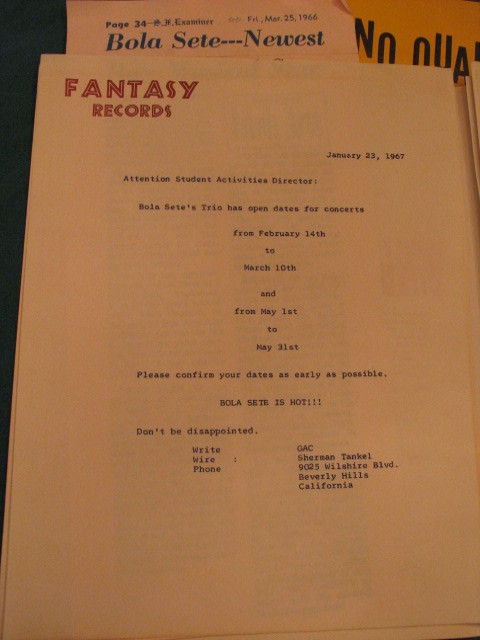 Page 34—S.F. Examiner Fri., Mar. 25, 1966
Bola Sete---Newest
NO QUA
FANTASY
RECORDS
January 23, 1967
Attention Student Activities Director:
Bola Sete's Trio has open dates for concerts
from February 14th
to
March 10th
and
from May 1st
to
May 31st
Please confirm your dates as early as possible.
BOLA SETE IS HOT!!!
Don't be disappointed.
Write GAC
Wire : Sherman Tankel
Phone 9025 Wilshire Blvd.
Beverly Hills
California